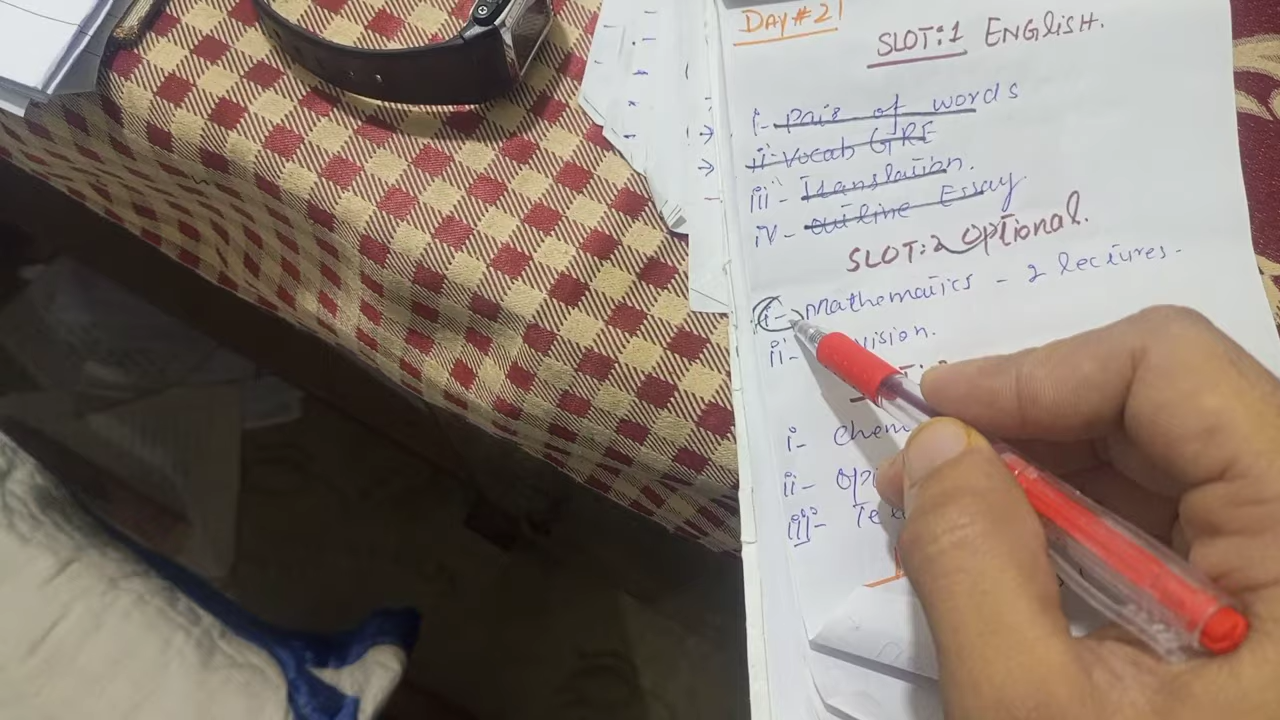 DAY#21
SLOT:1 ENGLISH.
i- Pair of words
ii- Vocab GRE
iii- Translation.
iv- Outline Essay
SLOT:2 Optional.
i- Mathematics - 2 lectures.
ii- vision.
i- Chem
ii- Opi
iii- Te